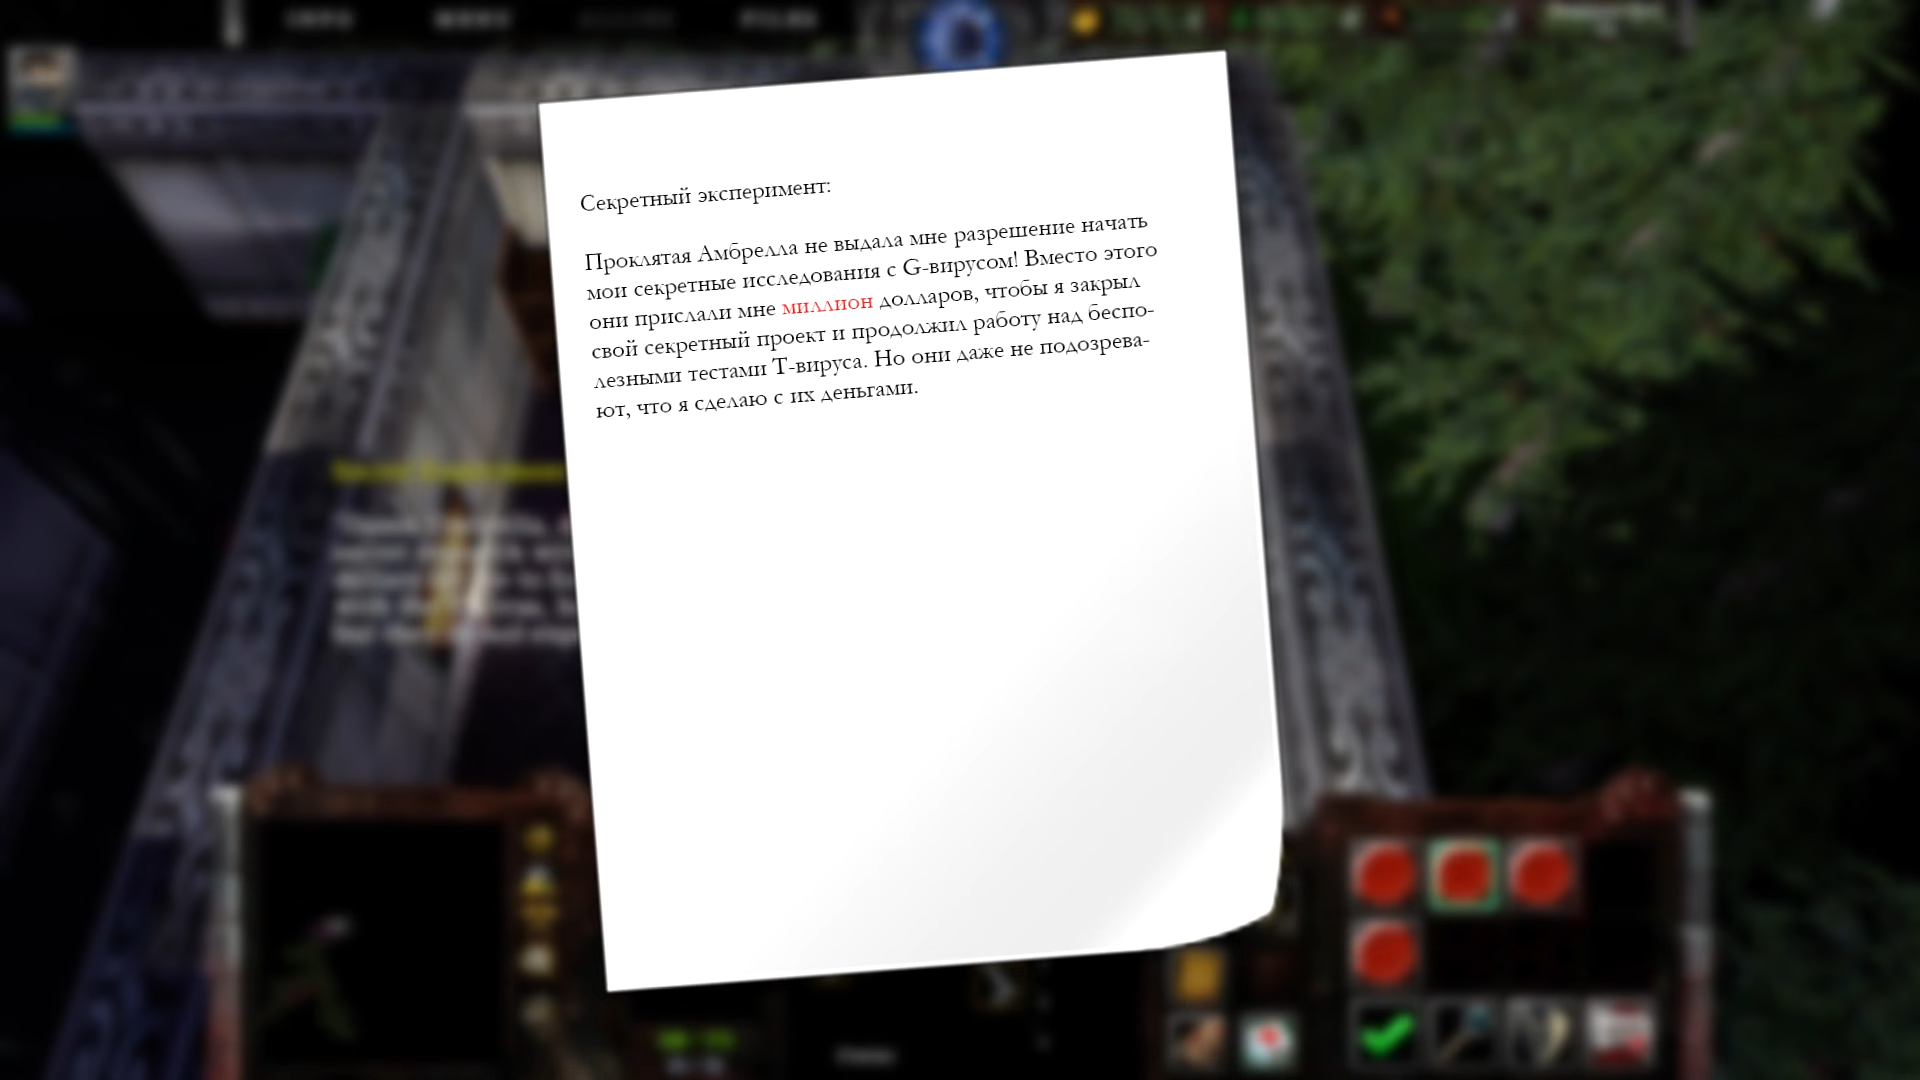 Секретный эксперимент:
Проклятая Амбрелла не выдала мне разрешение начать
мои секретные исследования с G-вирусом! Вместо этого
они прислали мне миллион долларов, чтобы я закрыл
свой секретный проект и продолжил работу над беспо-
лезными тестами Т-вируса. Но они даже не подозрева-
ют, что я сделаю с их деньгами.